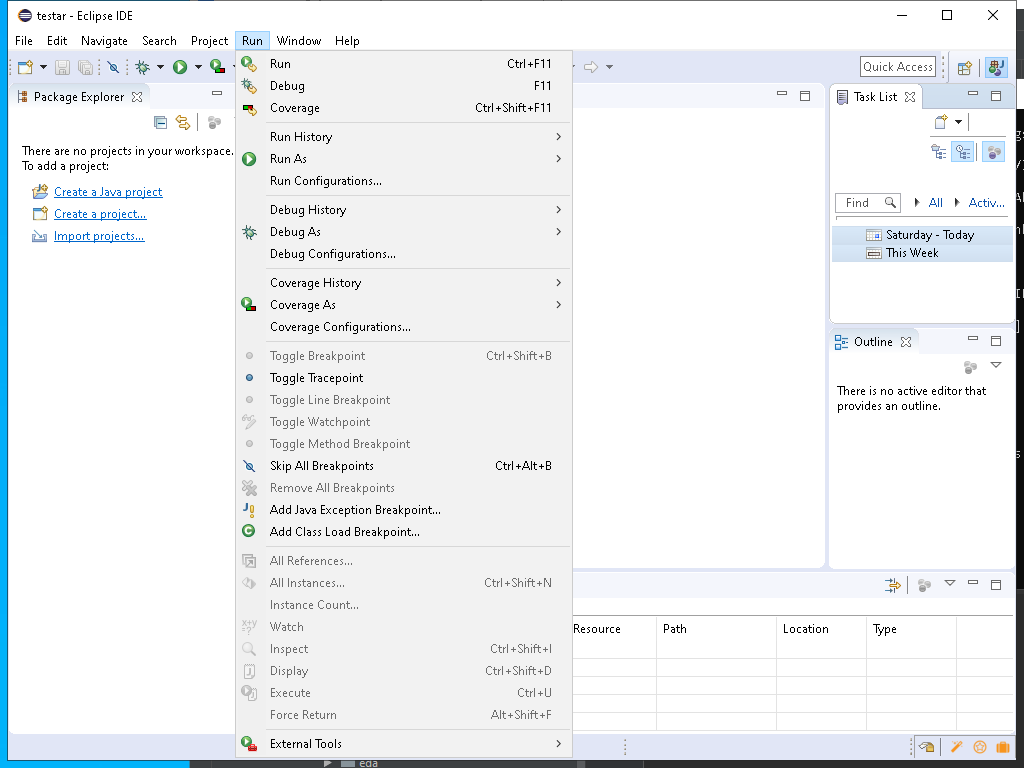 testar - Eclipse IDE
File Edit Navigate Search Project Run Window Help
Quick Access
Package Explorer
There are no projects in your workspace.
To add a project:
Create a Java project
Create a project...
Import projects...
Run Ctrl+F11
Debug F11
Coverage Ctrl+Shift+F11
Run History
Run As
Run Configurations...
Debug History
Debug As
Debug Configurations...
Coverage History
Coverage As
Coverage Configurations...
Toggle Breakpoint Ctrl+Shift+B
Toggle Tracepoint
Toggle Line Breakpoint
Toggle Watchpoint
Toggle Method Breakpoint
Skip All Breakpoints Ctrl+Alt+B
Remove All Breakpoints
Add Java Exception Breakpoint...
Add Class Load Breakpoint...
All References...
All Instances... Ctrl+Shift+N
Instance Count...
Watch
Inspect Ctrl+Shift+I
Display Ctrl+Shift+D
Execute Ctrl+U
Force Return Alt+Shift+F
External Tools
Task List
Find All Activ...
Saturday - Today
This Week
Outline
There is no active editor that
provides an outline.
Resource Path Location Type
eda